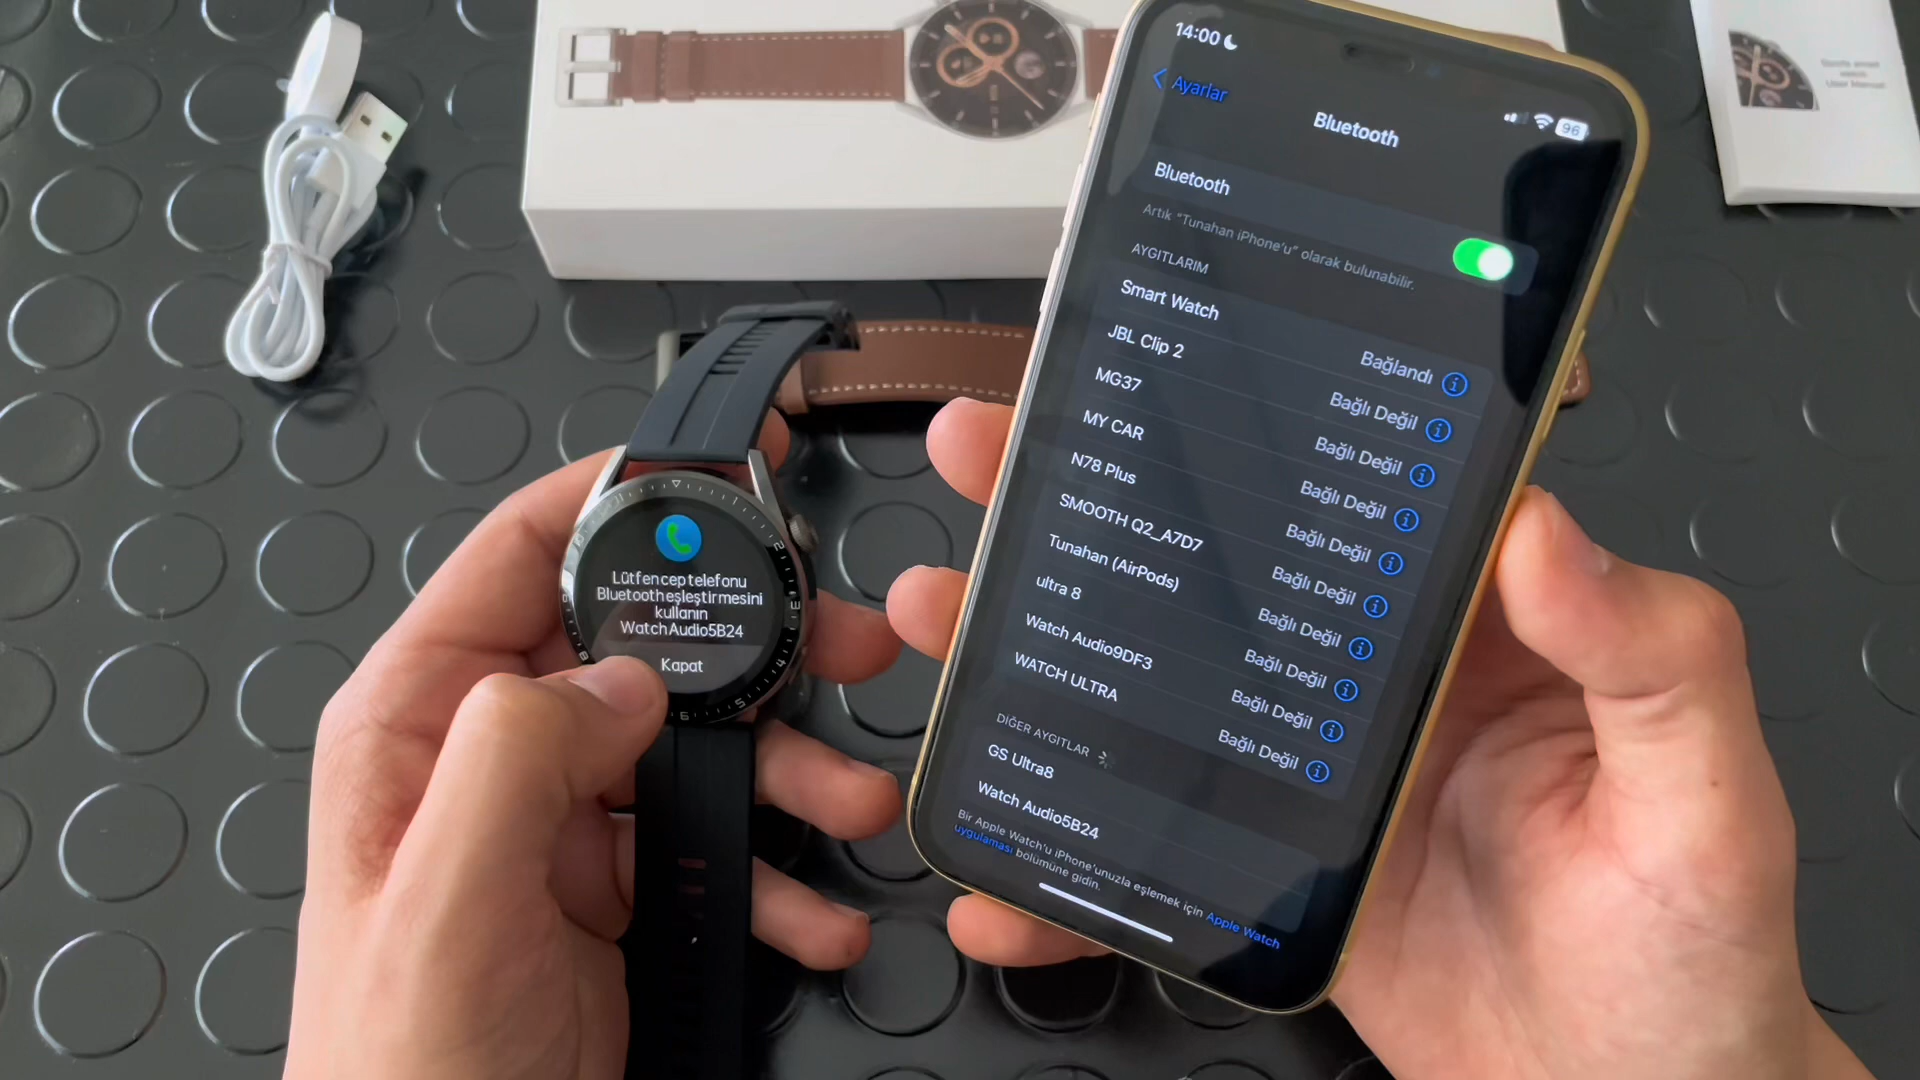 14:00
96
Ayarlar
Bluetooth
Bluetooth
Artık "Tunahan iPhone'u" olarak bulunabilir.
AYGITLARIM
Smart Watch Bağlandı
JBL Clip 2 Bağlı Değil
MG37 Bağlı Değil
MY CAR Bağlı Değil
N78 Plus Bağlı Değil
SMOOTH Q2_A7D7 Bağlı Değil
Tunahan (AirPods) Bağlı Değil
ultra 8 Bağlı Değil
Watch Audio9DF3 Bağlı Değil
WATCH ULTRA Bağlı Değil
DİĞER AYGITLAR
GS Ultra8
Watch Audio5B24
Bir Apple Watch'u iPhone'unuzla eşlemek için Apple Watch
uygulaması bölümüne gidin.
Lütfen cep telefonu
Bluetooth eşleştirmesini
kullanın
Watch Audio5B24
Kapat
User Manual